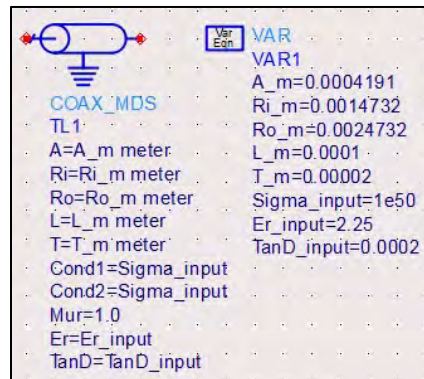 COAX_MDS
TL1
A=A_m meter
Ri=Ri_m meter
Ro=Ro_m meter
L=L_m meter
T=T_m meter
Cond1=Sigma_input
Cond2=Sigma_input
Mur=1.0
Er=Er_input
TanD=TanD_input
Var
Eqn
VAR
VAR1
A_m=0.0004191
Ri_m=0.0014732
Ro_m=0.0024732
L_m=0.0001
T_m=0.00002
Sigma_input=1e50
Er_input=2.25
TanD_input=0.0002